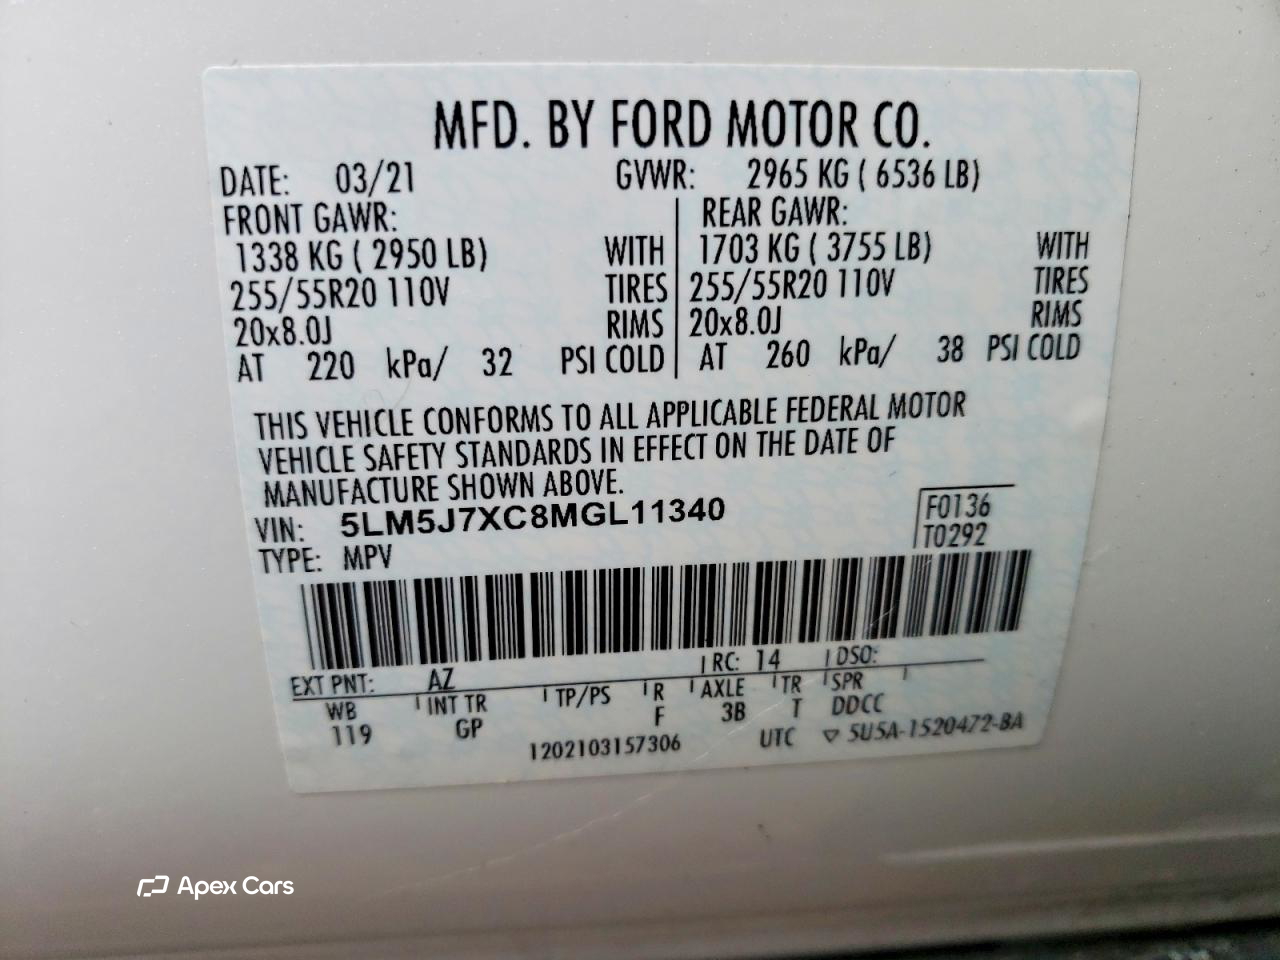 MFD. BY FORD MOTOR CO.
DATE: 03/21 GVWR: 2965 KG ( 6536 LB)
FRONT GAWR: REAR GAWR:
1338 KG ( 2950 LB) WITH 1703 KG ( 3755 LB) WITH
255/55R20 110V TIRES 255/55R20 110V TIRES
20x8.0J RIMS 20x8.0J RIMS
AT 220 kPa/ 32 PSI COLD AT 260 kPa/ 38 PSI COLD
THIS VEHICLE CONFORMS TO ALL APPLICABLE FEDERAL MOTOR
VEHICLE SAFETY STANDARDS IN EFFECT ON THE DATE OF
MANUFACTURE SHOWN ABOVE.
VIN: 5LM5J7XC8MGL11340 F0136
TYPE: MPV T0292
EXT PNT: AZ RC: 14 DSO:
WB INT TR TP/PS R AXLE TR SPR
119 GP F 3B T DDCC
1202103157306 UTC ▽ 5U5A-1520472-BA
Apex Cars